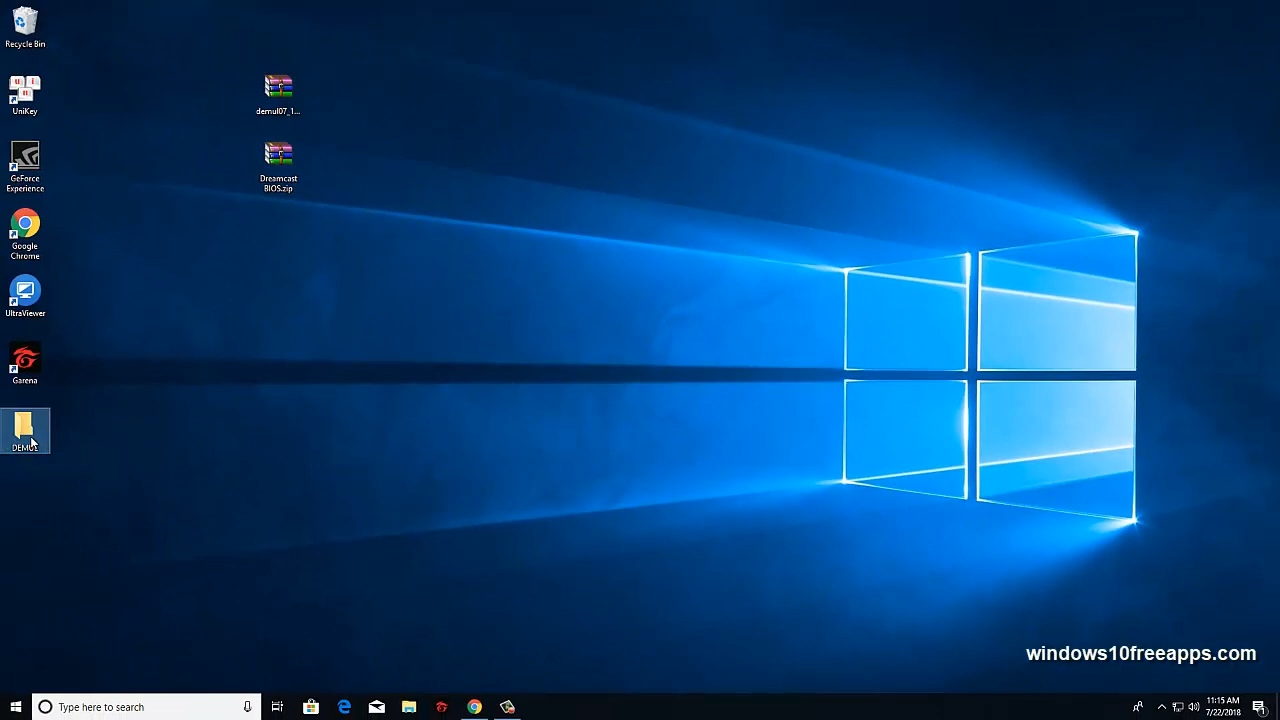 Recycle Bin
UniKey
GeForce
Experience
Google
Chrome
UltraViewer
Garena
DEMUL
demul07_1...
Dreamcast
BIOS.zip
windows10freeapps.com
Type here to search
11:15 AM
7/22/2018